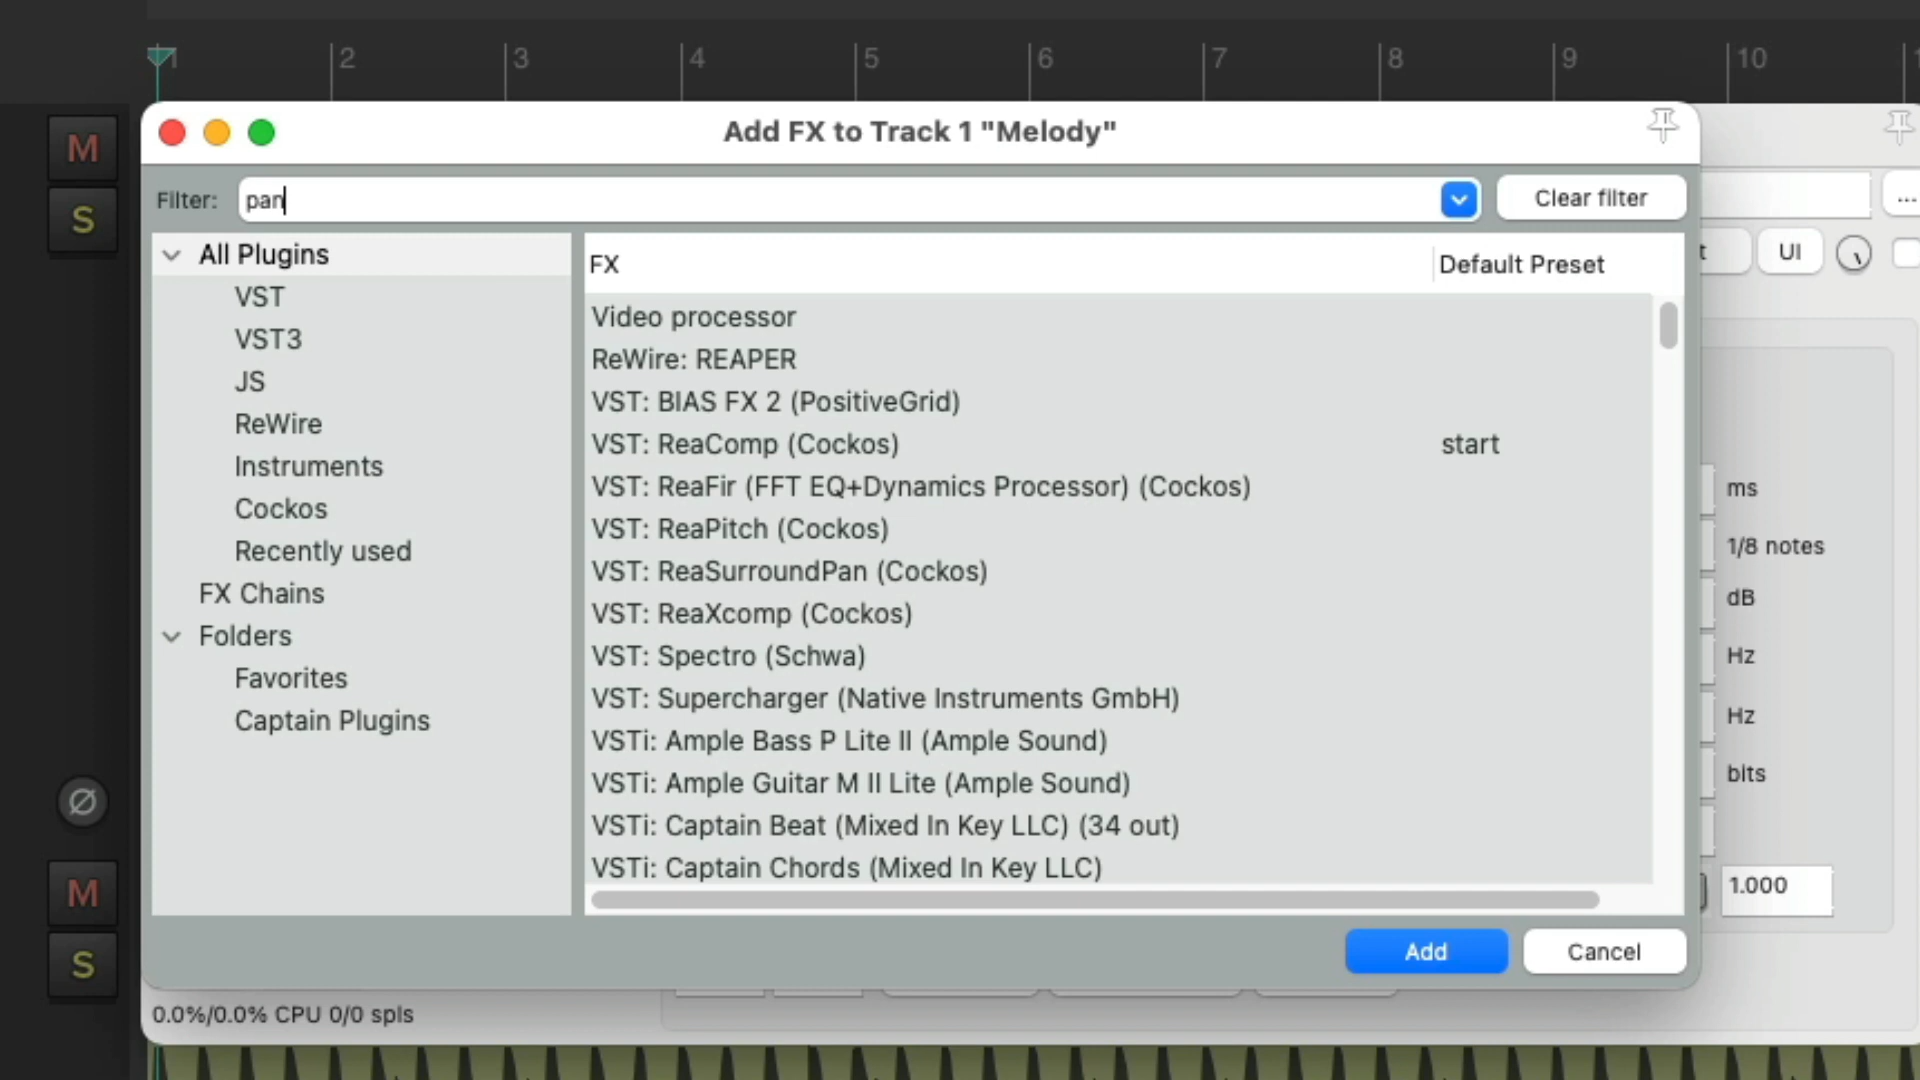 1
2
3
4
5
6
7
8
9
10
M
S
Add FX to Track 1 "Melody"
Filter:
pan
Clear filter
...
All Plugins
VST
VST3
JS
ReWire
Instruments
Cockos
Recently used
FX Chains
Folders
Favorites
Captain Plugins
FX
Default Preset
Video processor
ReWire: REAPER
VST: BIAS FX 2 (PositiveGrid)
VST: ReaComp (Cockos)
start
VST: ReaFir (FFT EQ+Dynamics Processor) (Cockos)
VST: ReaPitch (Cockos)
VST: ReaSurroundPan (Cockos)
VST: ReaXcomp (Cockos)
VST: Spectro (Schwa)
VST: Supercharger (Native Instruments GmbH)
VSTi: Ample Bass P Lite II (Ample Sound)
VSTi: Ample Guitar M II Lite (Ample Sound)
VSTi: Captain Beat (Mixed In Key LLC) (34 out)
VSTi: Captain Chords (Mixed In Key LLC)
Add
Cancel
UI
ms
1/8 notes
dB
Hz
Hz
bits
1.000
M
S
0.0%/0.0% CPU 0/0 spls